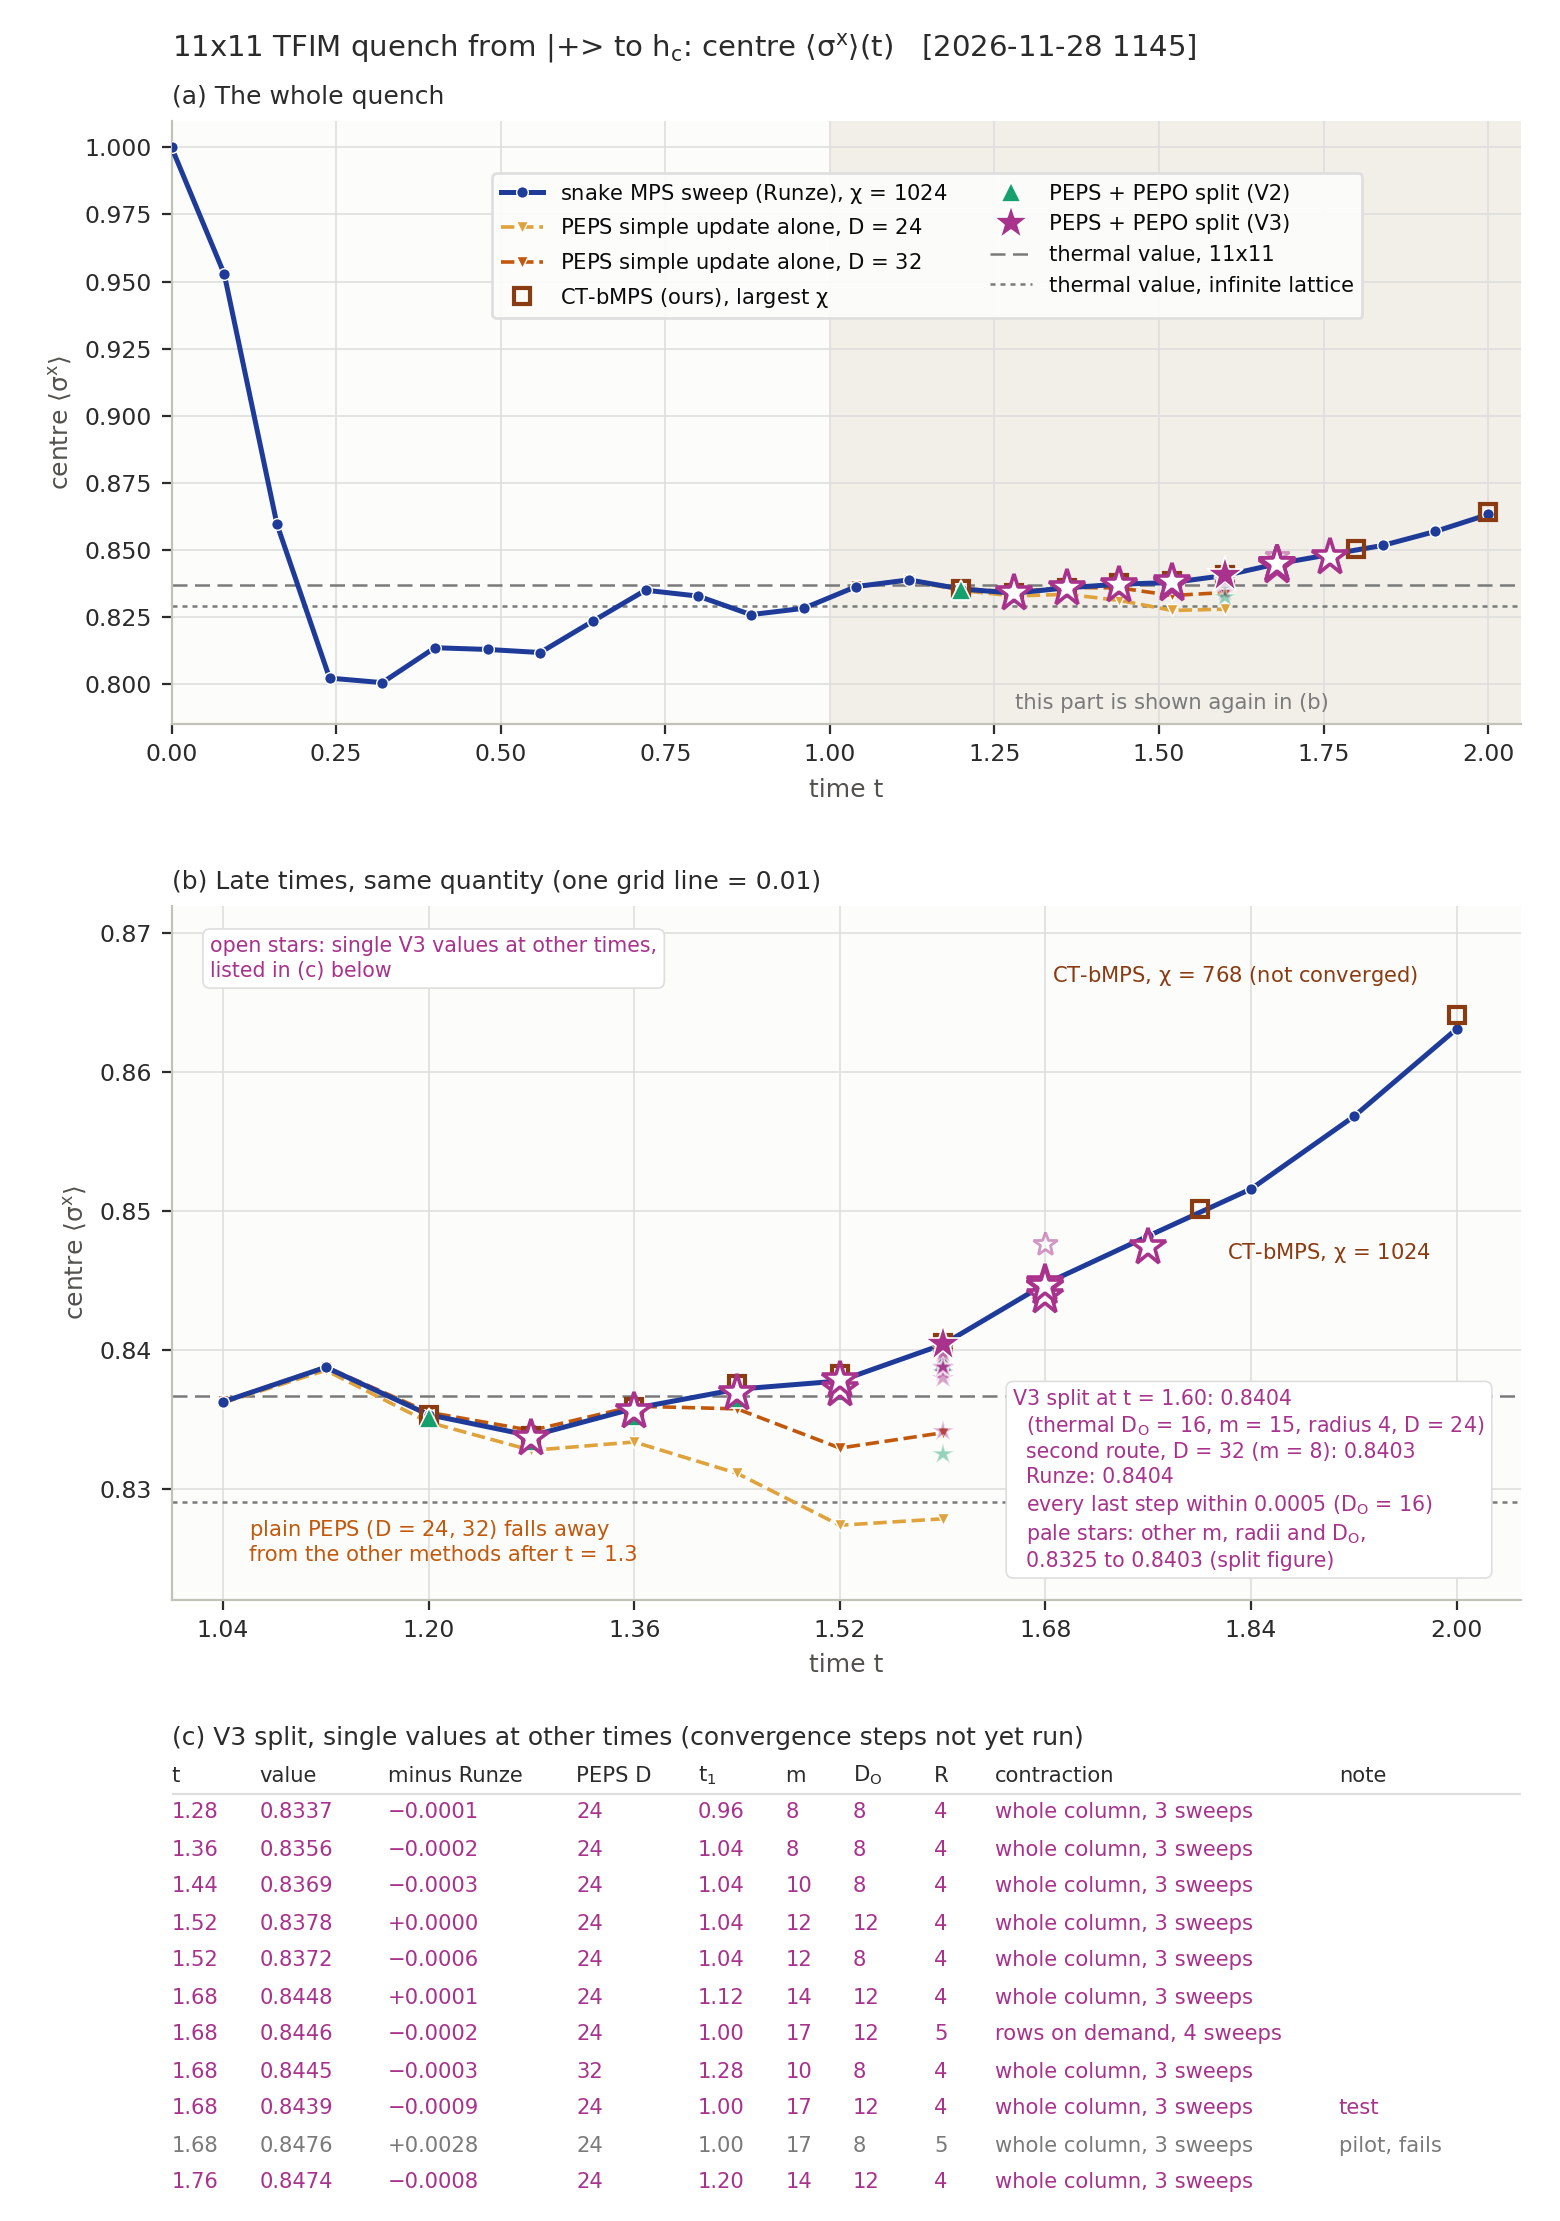 11x11 TFIM quench from |+> to h_c: centre ⟨σ^x⟩(t) [2026-11-28 1145]
(a) The whole quench
snake MPS sweep (Runze), χ = 1024
PEPS simple update alone, D = 24
PEPS simple update alone, D = 32
CT-bMPS (ours), largest χ
PEPS + PEPO split (V2)
PEPS + PEPO split (V3)
thermal value, 11x11
thermal value, infinite lattice
1.000
0.975
0.950
0.925
0.900
0.875
0.850
0.825
0.800
centre ⟨σ^x⟩
this part is shown again in (b)
0.00 0.25 0.50 0.75 1.00 1.25 1.50 1.75 2.00
time t
(b) Late times, same quantity (one grid line = 0.01)
open stars: single V3 values at other times,
listed in (c) below
CT-bMPS, χ = 768 (not converged)
CT-bMPS, χ = 1024
0.87
0.86
0.85
0.84
0.83
centre ⟨σ^x⟩
V3 split at t = 1.60: 0.8404
(thermal D_O = 16, m = 15, radius 4, D = 24)
second route, D = 32 (m = 8): 0.8403
Runze: 0.8404
every last step within 0.0005 (D_O = 16)
pale stars: other m, radii and D_O,
0.8325 to 0.8403 (split figure)
plain PEPS (D = 24, 32) falls away
from the other methods after t = 1.3
1.04 1.20 1.36 1.52 1.68 1.84 2.00
time t
(c) V3 split, single values at other times (convergence steps not yet run)
t value minus Runze PEPS D t_1 m D_O R contraction note
1.28 0.8337 −0.0001 24 0.96 8 8 4 whole column, 3 sweeps
1.36 0.8356 −0.0002 24 1.04 8 8 4 whole column, 3 sweeps
1.44 0.8369 −0.0003 24 1.04 10 8 4 whole column, 3 sweeps
1.52 0.8378 +0.0000 24 1.04 12 12 4 whole column, 3 sweeps
1.52 0.8372 −0.0006 24 1.04 12 8 4 whole column, 3 sweeps
1.68 0.8448 +0.0001 24 1.12 14 12 4 whole column, 3 sweeps
1.68 0.8446 −0.0002 24 1.00 17 12 5 rows on demand, 4 sweeps
1.68 0.8445 −0.0003 32 1.28 10 8 4 whole column, 3 sweeps
1.68 0.8439 −0.0009 24 1.00 17 12 4 whole column, 3 sweeps test
1.68 0.8476 +0.0028 24 1.00 17 8 5 whole column, 3 sweeps pilot, fails
1.76 0.8474 −0.0008 24 1.20 14 12 4 whole column, 3 sweeps